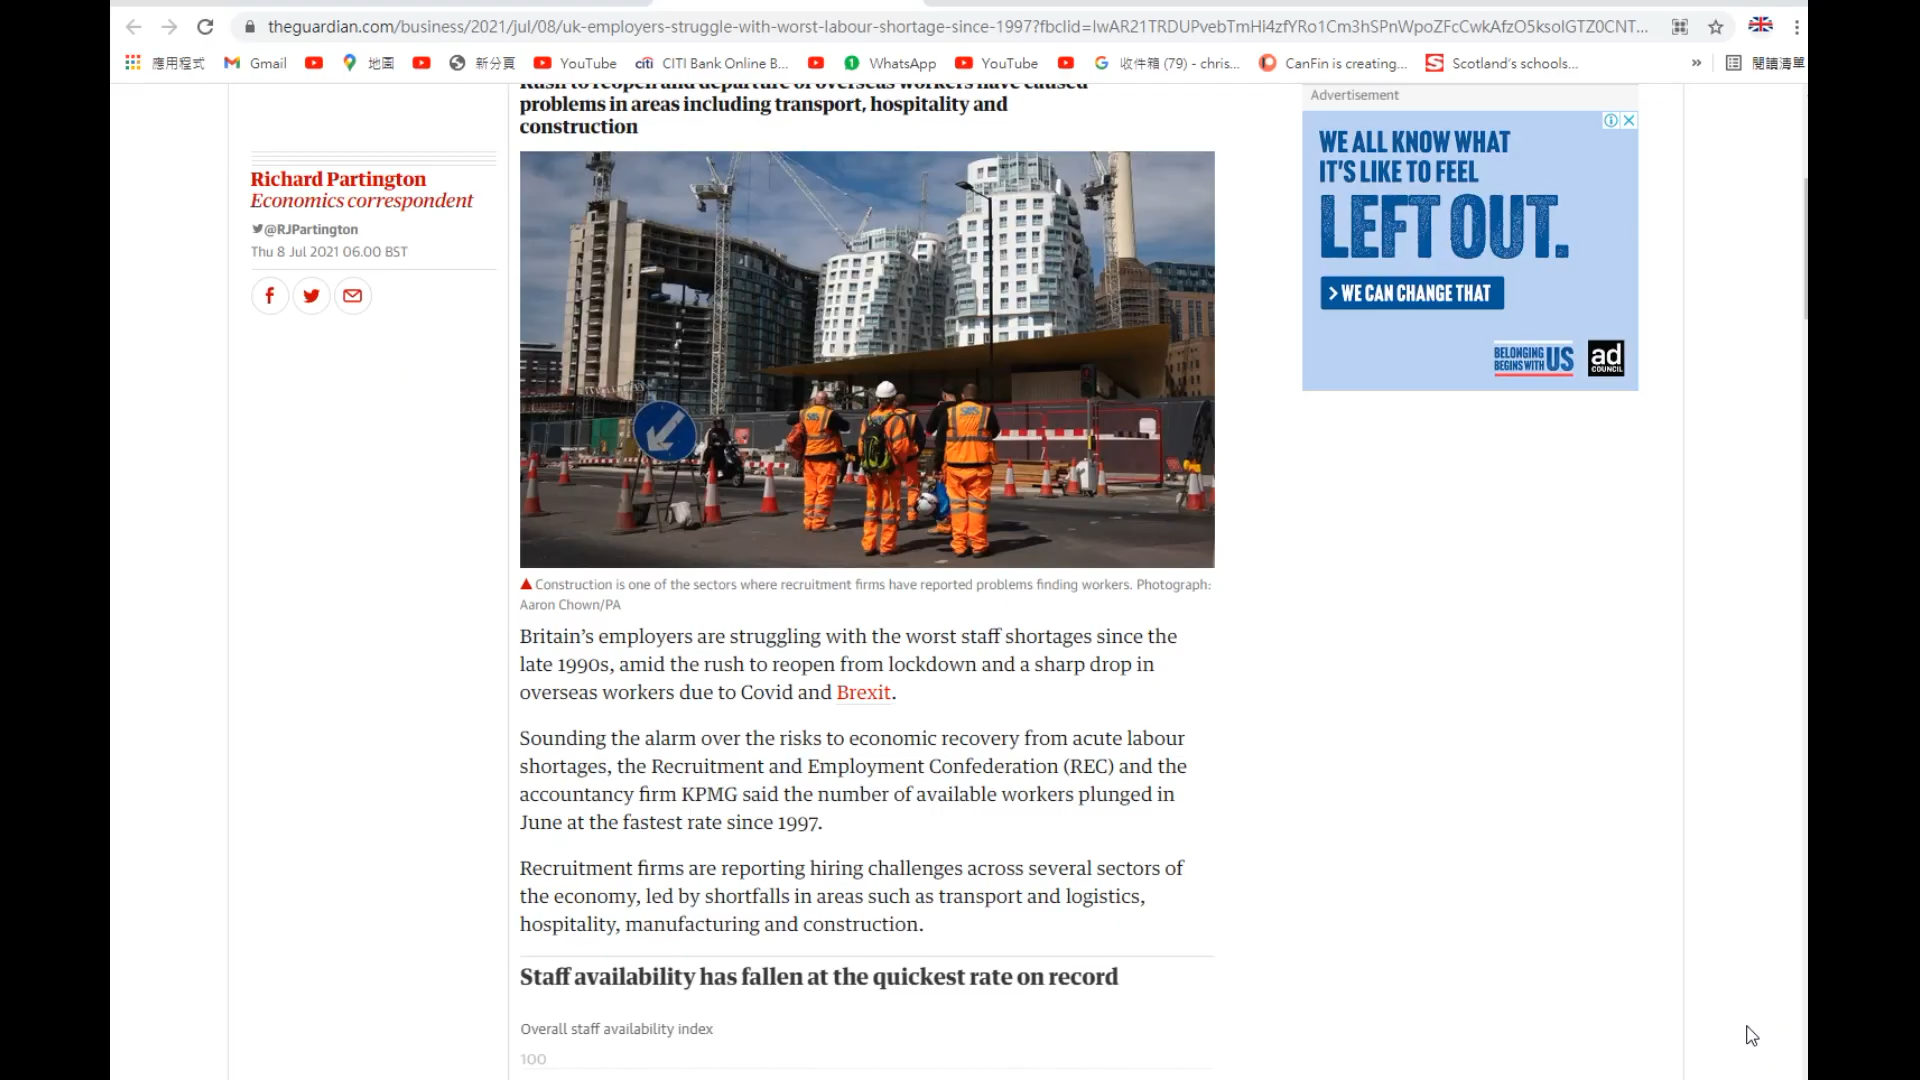 theguardian.com/business/2021/jul/08/uk-employers-struggle-with-worst-labour-shortage-since-1997?fbclid=IwAR21TRDUPvebTmHi4zfYRo1Cm3hSPnWpoZFcCwkAfzO5ksolGTZ0CNT...
應用程式 Gmail 地圖 新分頁 YouTube citi CITI Bank Online B... WhatsApp YouTube 收件箱 (79) - chris... CanFin is creating... Scotland's schools... » 閱讀清單
Rush to reopen and departure of overseas workers have caused
problems in areas including transport, hospitality and
construction
Richard Partington
Economics correspondent
@RJPartington
Thu 8 Jul 2021 06.00 BST
Advertisement
WE ALL KNOW WHAT
IT'S LIKE TO FEEL
LEFT OUT.
> WE CAN CHANGE THAT
BELONGING
BEGINS WITH US
ad
COUNCIL
Construction is one of the sectors where recruitment firms have reported problems finding workers. Photograph:
Aaron Chown/PA
Britain's employers are struggling with the worst staff shortages since the
late 1990s, amid the rush to reopen from lockdown and a sharp drop in
overseas workers due to Covid and Brexit.
Sounding the alarm over the risks to economic recovery from acute labour
shortages, the Recruitment and Employment Confederation (REC) and the
accountancy firm KPMG said the number of available workers plunged in
June at the fastest rate since 1997.
Recruitment firms are reporting hiring challenges across several sectors of
the economy, led by shortfalls in areas such as transport and logistics,
hospitality, manufacturing and construction.
Staff availability has fallen at the quickest rate on record
Overall staff availability index
100